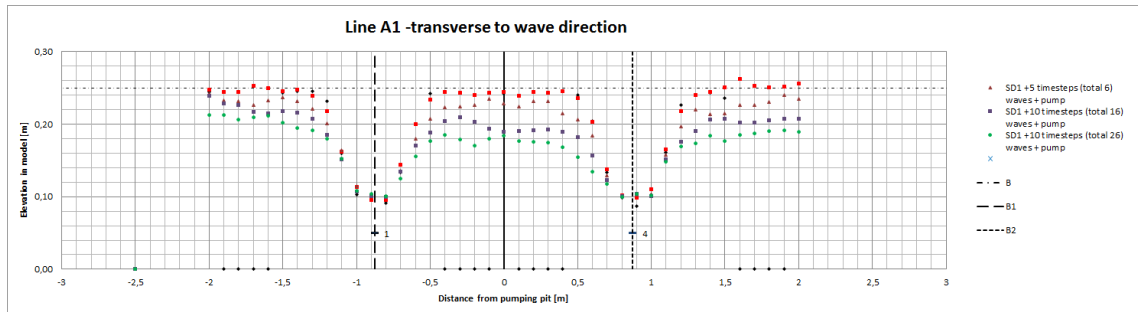 Line A1 -transverse to wave direction
0,30
0,20
0,10
0,00
Elevation in model [m]
1
4
-3
-2,5
-2
-1,5
-1
-0,5
0
0,5
1
1,5
2
2,5
3
Distance from pumping pit [m]
SD1 +5 timesteps (total 6)
waves + pump
SD1 +10 timesteps (total 16)
waves + pump
SD1 +10 timesteps (total 26)
waves + pump
B
B1
B2